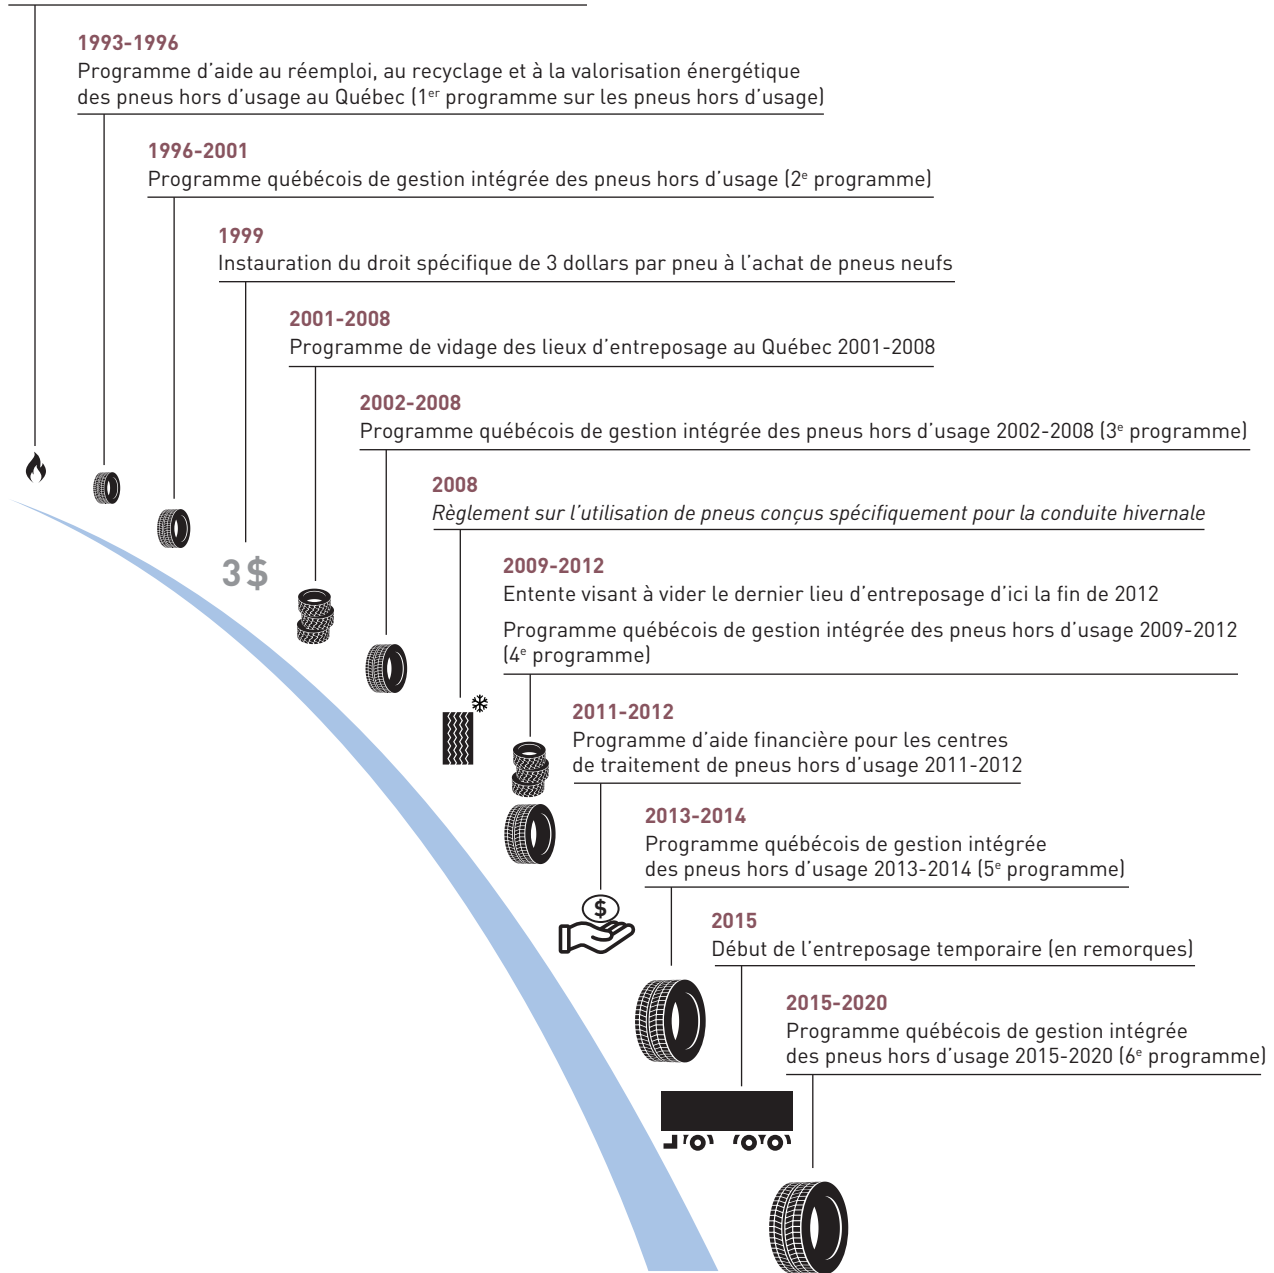 1993-1996
Programme d’aide au réemploi, au recyclage et à la valorisation énergétique
des pneus hors d’usage au Québec (1er programme sur les pneus hors d’usage)
1996-2001
Programme québécois de gestion intégrée des pneus hors d’usage (2e programme)
1999
Instauration du droit spécifique de 3 dollars par pneu à l’achat de pneus neufs
2001-2008
Programme de vidage des lieux d’entreposage au Québec 2001-2008
2002-2008
Programme québécois de gestion intégrée des pneus hors d’usage 2002-2008 (3e programme)
2008
Règlement sur l’utilisation de pneus conçus spécifiquement pour la conduite hivernale
3$
2009-2012
Entente visant à vider le dernier lieu d’entreposage d’ici la fin de 2012
Programme québécois de gestion intégrée des pneus hors d’usage 2009-2012
(4e programme)
2011-2012
Programme d’aide financière pour les centres
de traitement de pneus hors d’usage 2011-2012
2013-2014
Programme québécois de gestion intégrée
des pneus hors d’usage 2013-2014 (5e programme)
$
2015
Début de l’entreposage temporaire (en remorques)
2015-2020
Programme québécois de gestion intégrée
des pneus hors d’usage 2015-2020 (6e programme)